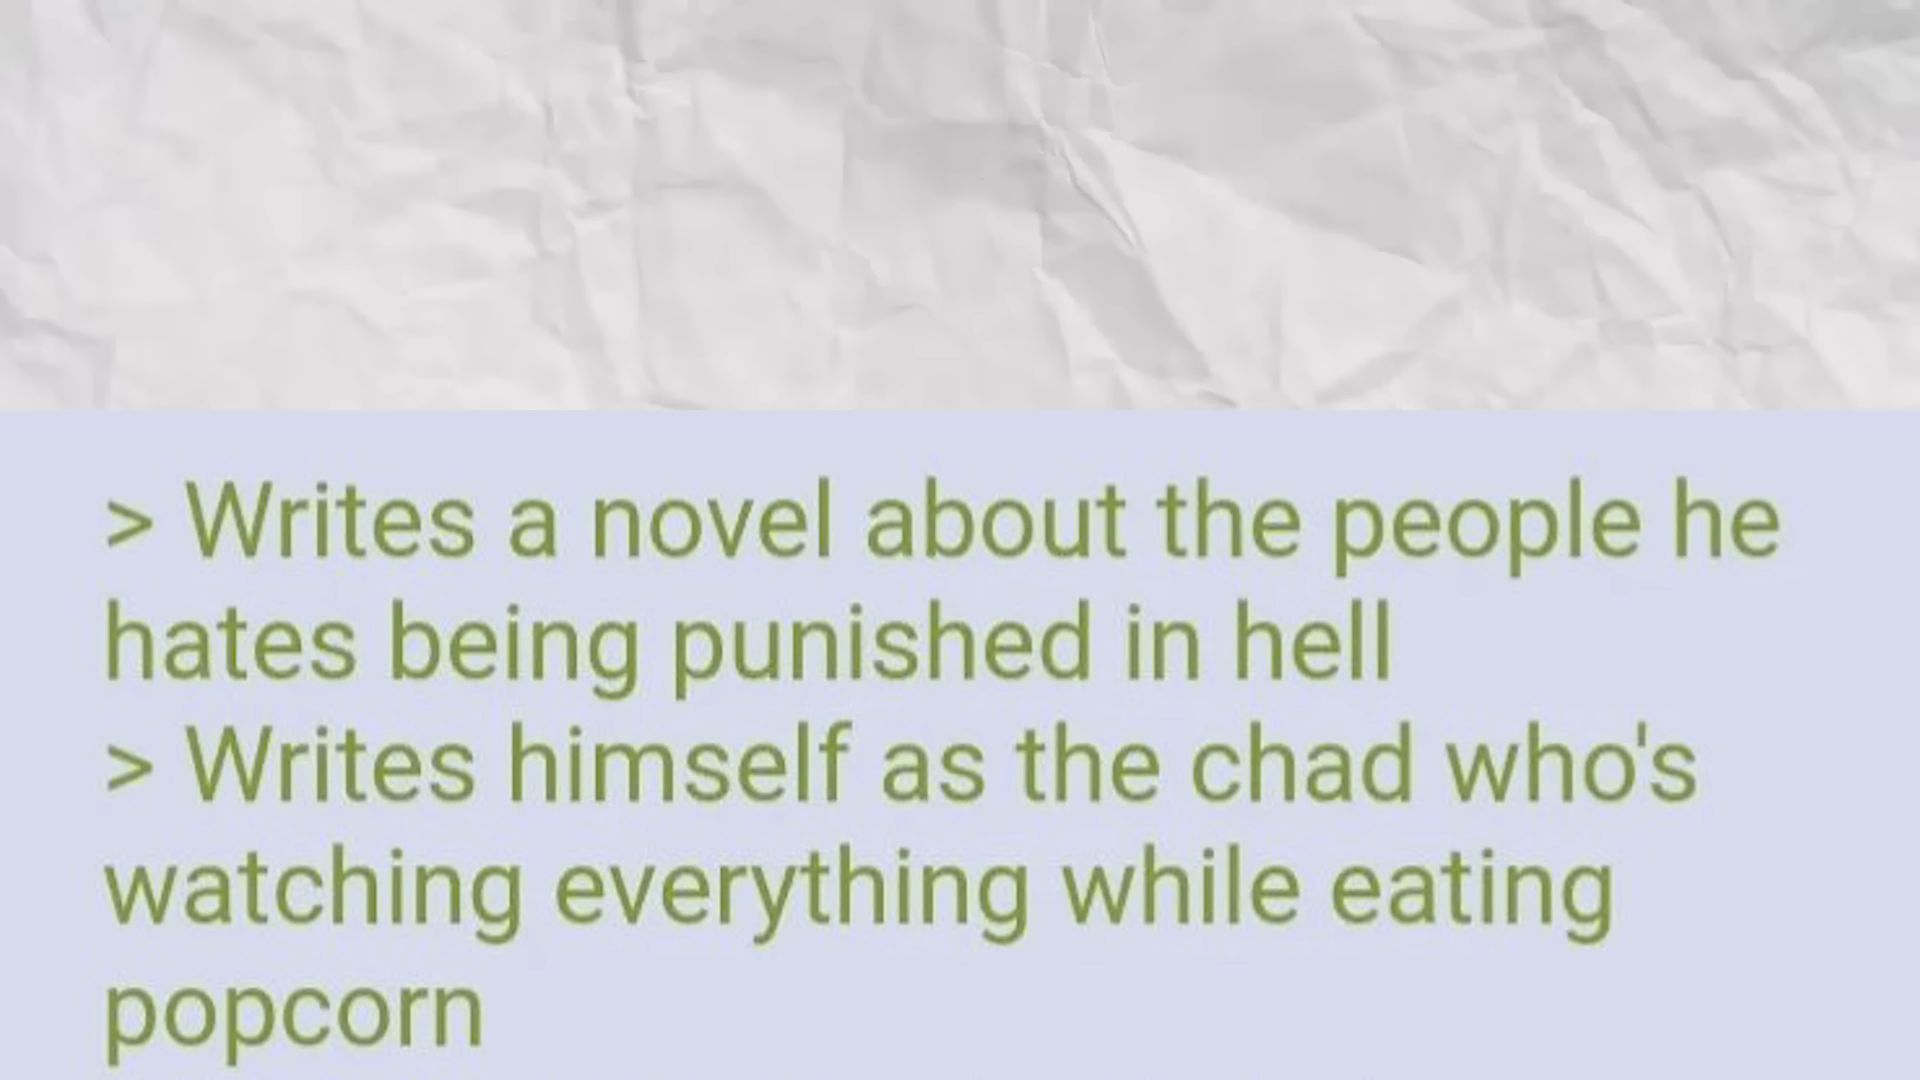 > Writes a novel about the people he
hates being punished in hell
> Writes himself as the chad who's
watching everything while eating
popcorn